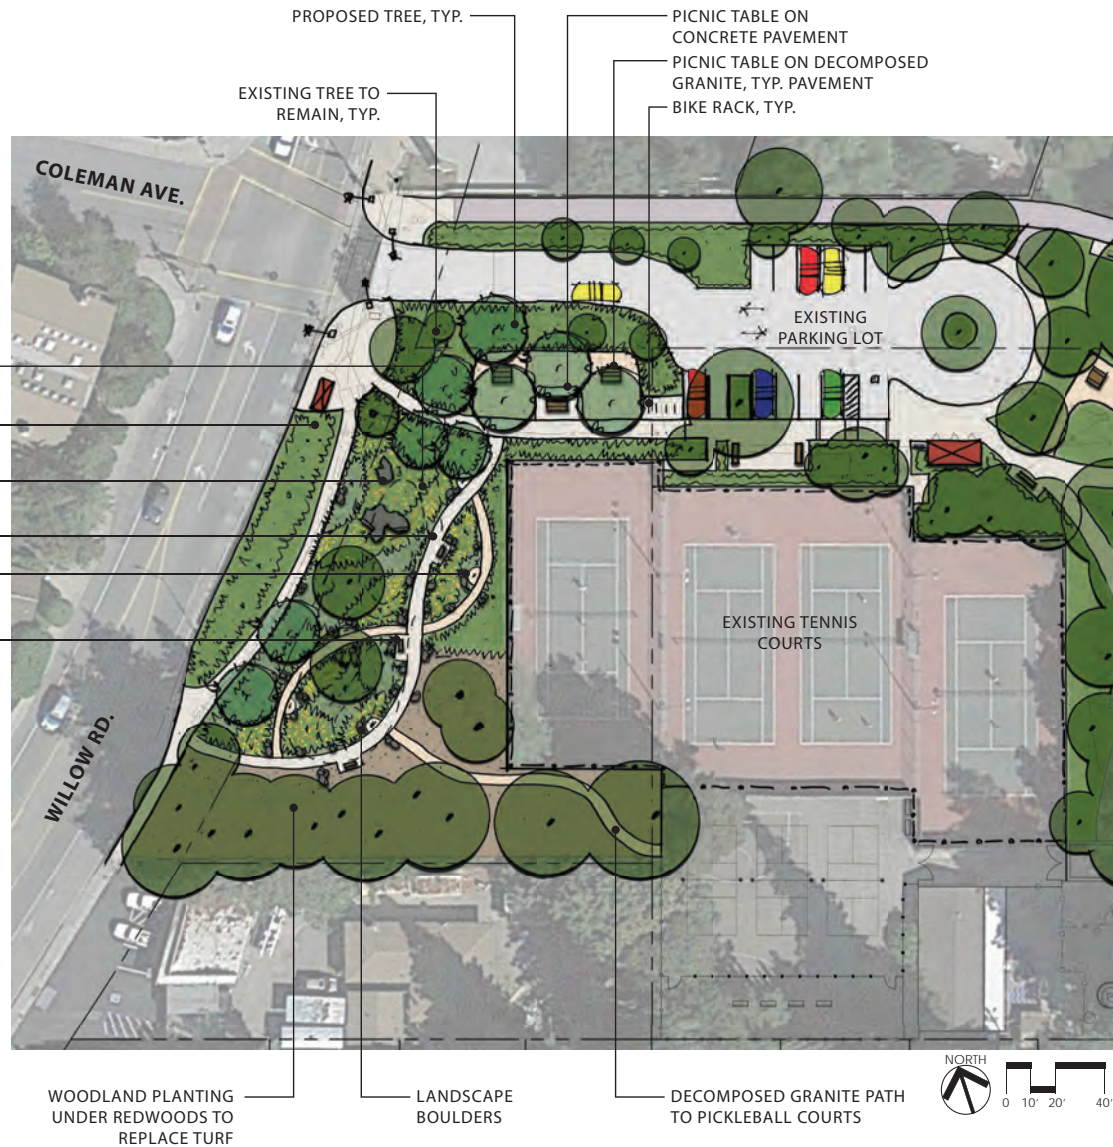 PROPOSED TREE, TYP.
PICNIC TABLE ON
CONCRETE PAVEMENT
PICNIC TABLE ON DECOMPOSED
GRANITE, TYP. PAVEMENT
EXISTING TREE TO
REMAIN, TYP.
BIKE RACK, TYP.
COLEMAN AVE.
EXISTING
PARKING LOT
EXISTING TENNIS
COURTS
WILLOW RD.
WOODLAND PLANTING
UNDER REDWOODS TO
REPLACE TURF
LANDSCAPE
BOULDERS
DECOMPOSED GRANITE PATH
TO PICKLEBALL COURTS
NORTH
0 10' 20' 40'